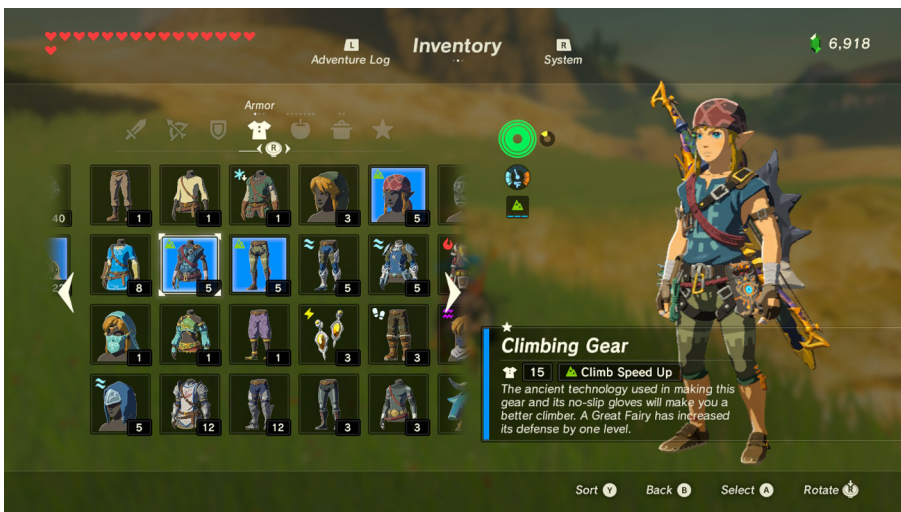 L
Adventure Log
Inventory
R
System
6,918
Armor
R
40
1
1
1
3
5
8
5
5
5
5
1
1
1
3
3
5
12
12
3
3
Climbing Gear
15 Climb Speed Up
The ancient technology used in making this
gear and its no-slip gloves will make you a
better climber. A Great Fairy has increased
its defense by one level.
Sort Y Back B Select A Rotate R